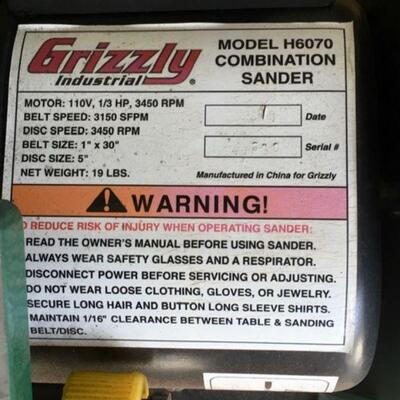 Grizzly
Industrial
MODEL H6070
COMBINATION
SANDER
MOTOR: 110V, 1/3 HP, 3450 RPM
BELT SPEED: 3150 SFPM
DISC SPEED: 3450 RPM
BELT SIZE: 1" x 30"
DISC SIZE: 5"
NET WEIGHT: 19 LBS.
Date
Serial #
Manufactured in China for Grizzly
WARNING!
REDUCE RISK OF INJURY WHEN OPERATING SANDER:
READ THE OWNER'S MANUAL BEFORE USING SANDER.
ALWAYS WEAR SAFETY GLASSES AND A RESPIRATOR.
DISCONNECT POWER BEFORE SERVICING OR ADJUSTING.
DO NOT WEAR LOOSE CLOTHING, GLOVES, OR JEWELRY.
SECURE LONG HAIR AND BUTTON LONG SLEEVE SHIRTS.
MAINTAIN 1/16" CLEARANCE BETWEEN TABLE & SANDING
BELT/DISC.